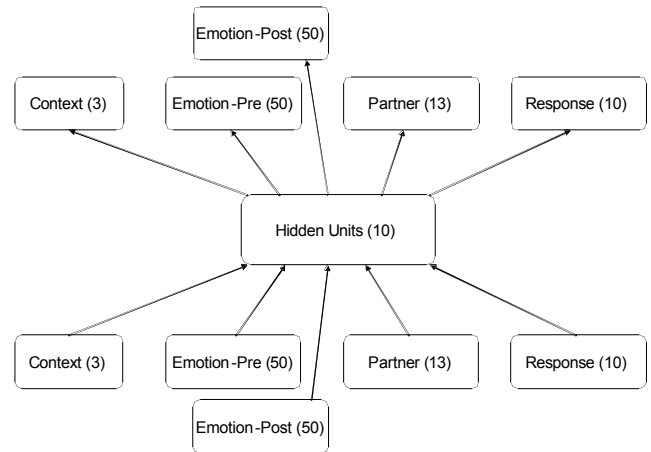 Emotion-Post (50)
Context (3)
Emotion-Pre (50)
Partner (13)
Response (10)
Hidden Units (10)
Context (3)
Emotion-Pre (50)
Partner (13)
Response (10)
Emotion-Post (50)